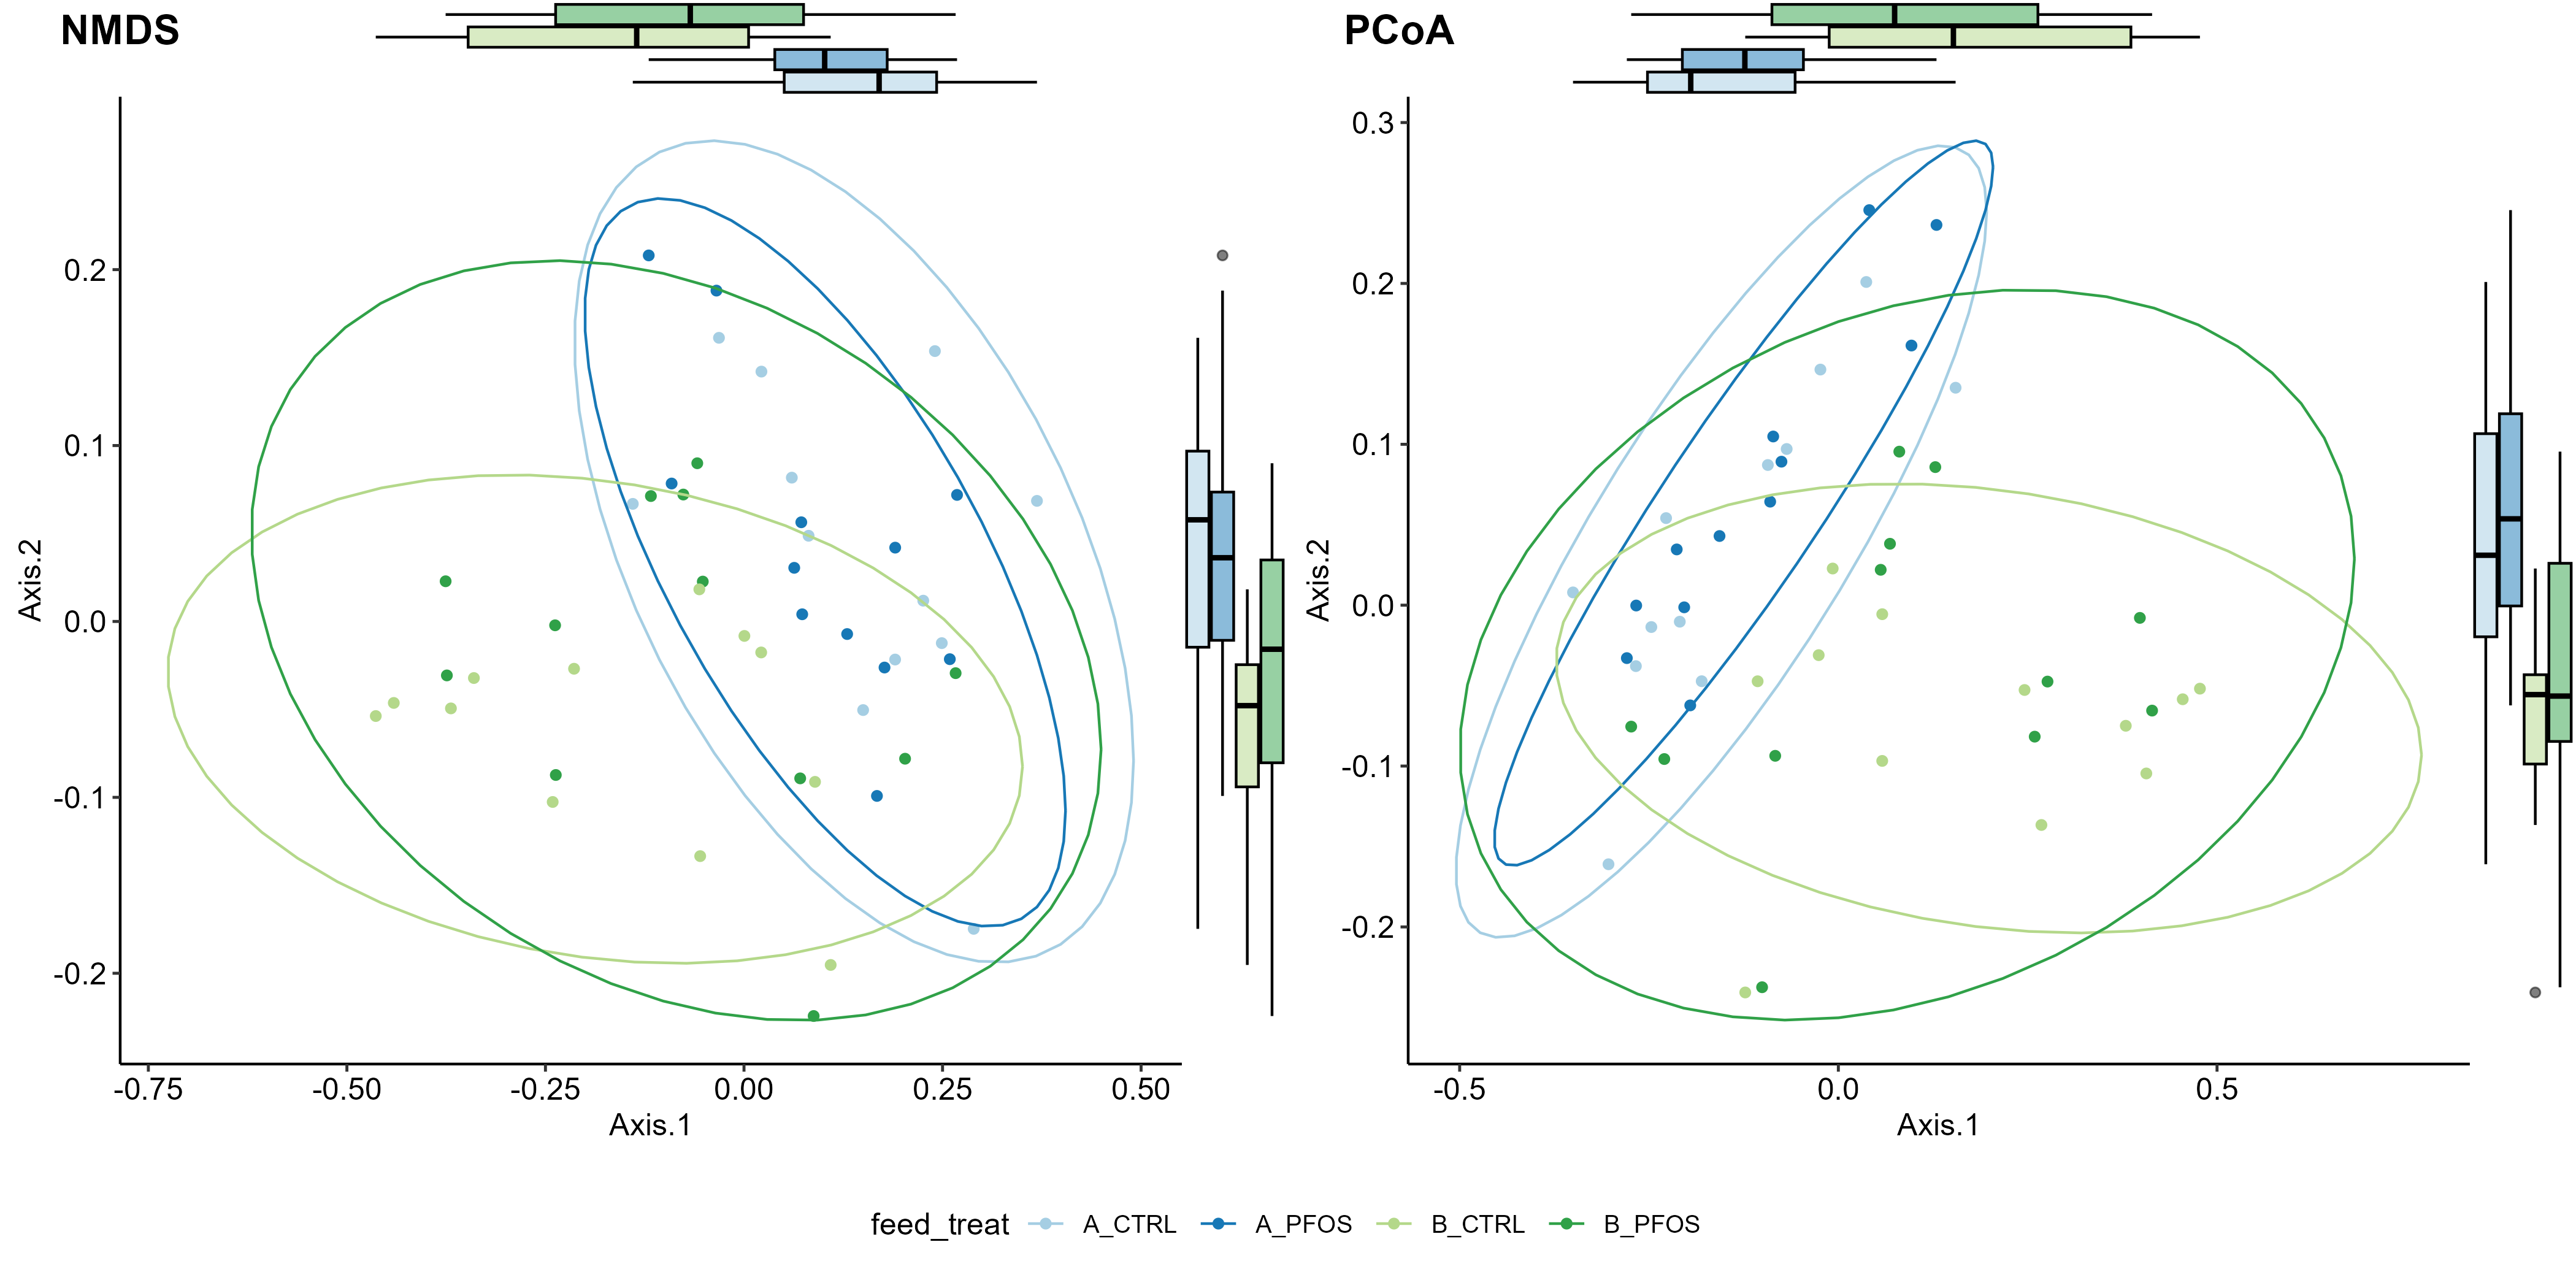 NMDS
PCoA
0.2
0.1
0.0
-0.1
-0.2
Axis.2
-0.75 -0.50 -0.25 0.00 0.25 0.50
Axis.1
0.3
0.2
0.1
0.0
-0.1
-0.2
Axis.2
-0.5 0.0 0.5
Axis.1
feed_treat A_CTRL A_PFOS B_CTRL B_PFOS